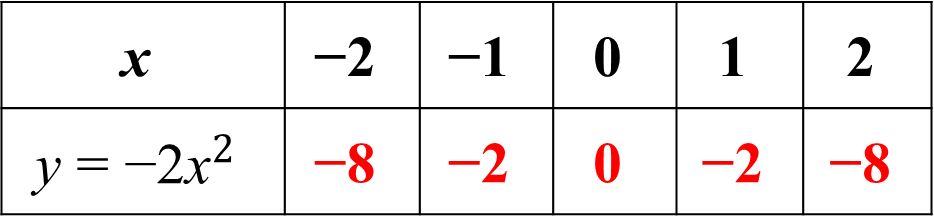 x −2 −1 0 1 2
y = −2x² −8 −2 0 −2 −8